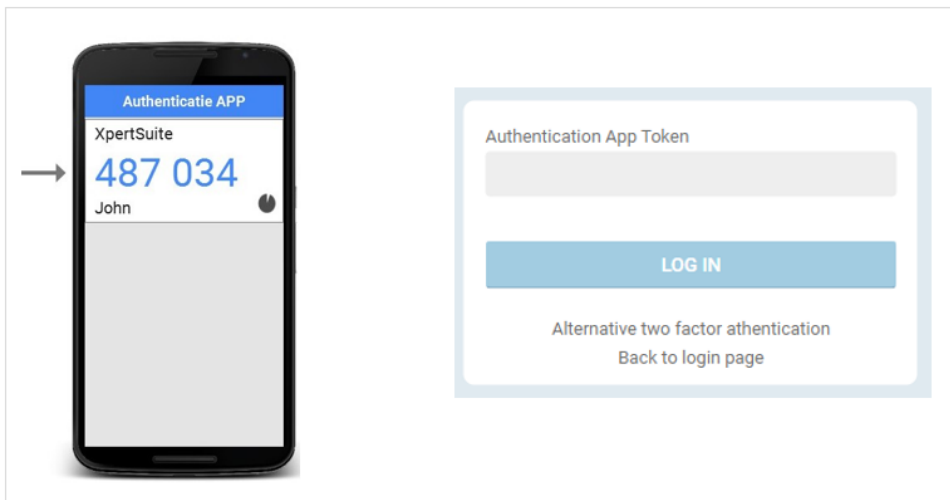 Authenticatie APP
XpertSuite
487 034
John
Authentication App Token
LOG IN
Alternative two factor athentication
Back to login page